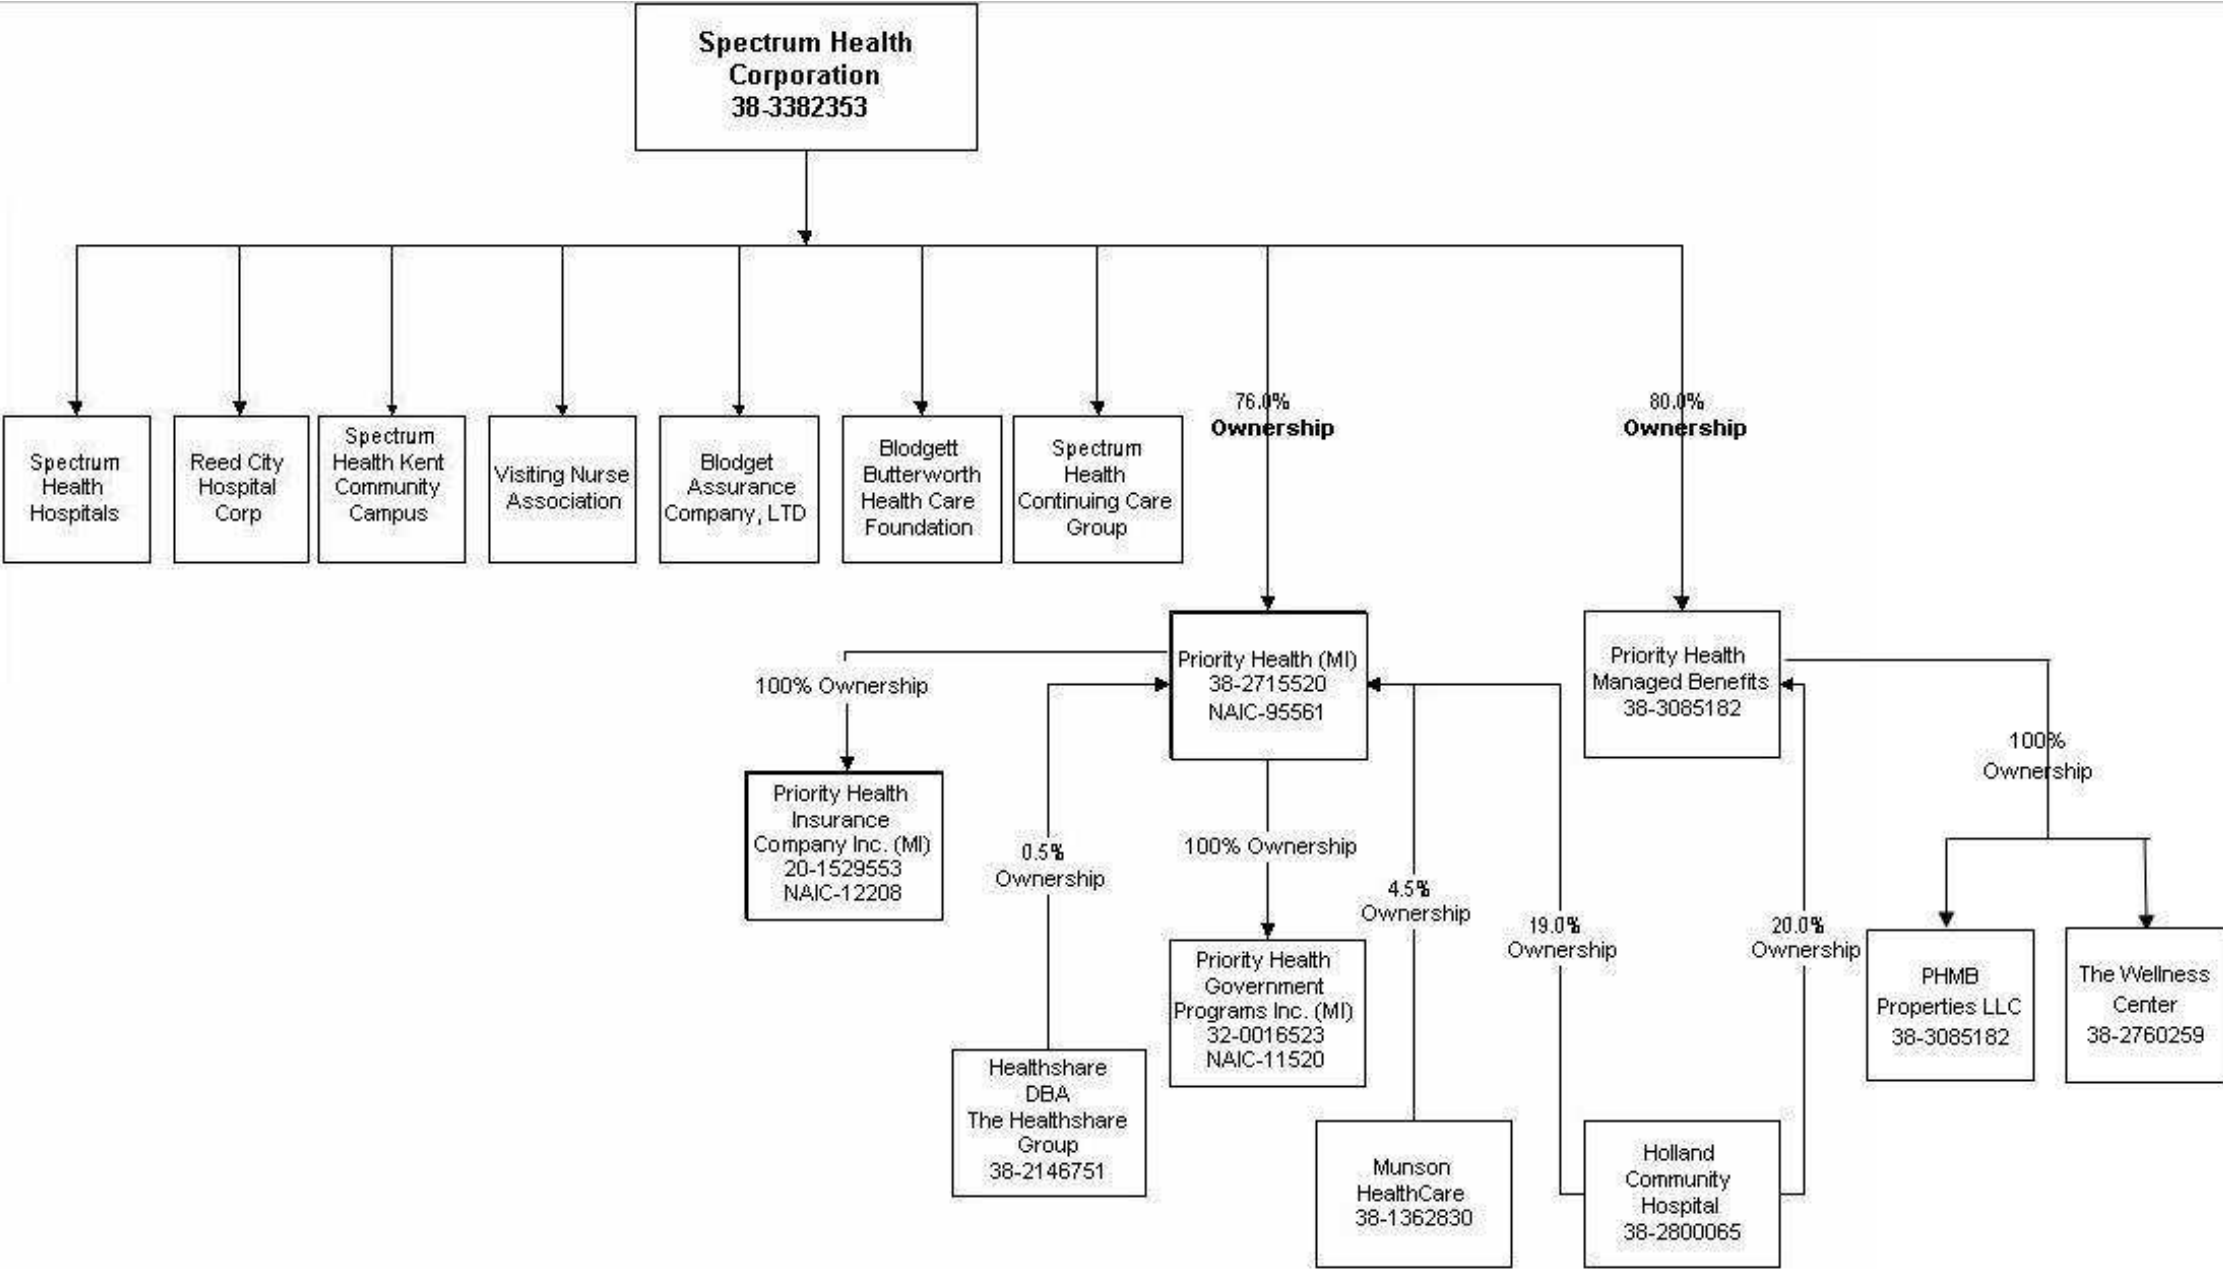 Spectrum Health
Corporation
38-3382353
Spectrum
Health
Hospitals
Reed City
Hospital
Corp
Spectrum
Health Kent
Community
Campus
Visiting Nurse
Association
Blodget
Assurance
Company, LTD
Blodgett
Butterworth
Health Care
Foundation
Spectrum
Health
Continuing Care
Group
76.0%
Ownership
80.0%
Ownership
Priority Health (MI)
38-2715520
NAIC-95561
Priority Health
Managed Benefits
38-3085182
100% Ownership
100%
Ownership
Priority Health
Insurance
Company Inc. (MI)
20-1529553
NAIC-12208
0.5%
Ownership
100% Ownership
4.5%
Ownership
19.0%
Ownership
20.0%
Ownership
Priority Health
Government
Programs Inc. (MI)
32-0016523
NAIC-11520
PHMB
Properties LLC
38-3085182
The Wellness
Center
38-2760259
Healthshare
DBA
The Healthshare
Group
38-2146751
Munson
HealthCare
38-1362830
Holland
Community
Hospital
38-2800065